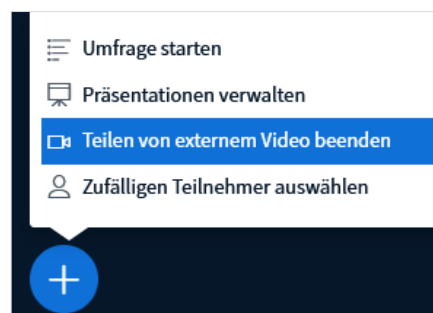 Umfrage starten
Präsentationen verwalten
Teilen von externem Video beenden
Zufälligen Teilnehmer auswählen